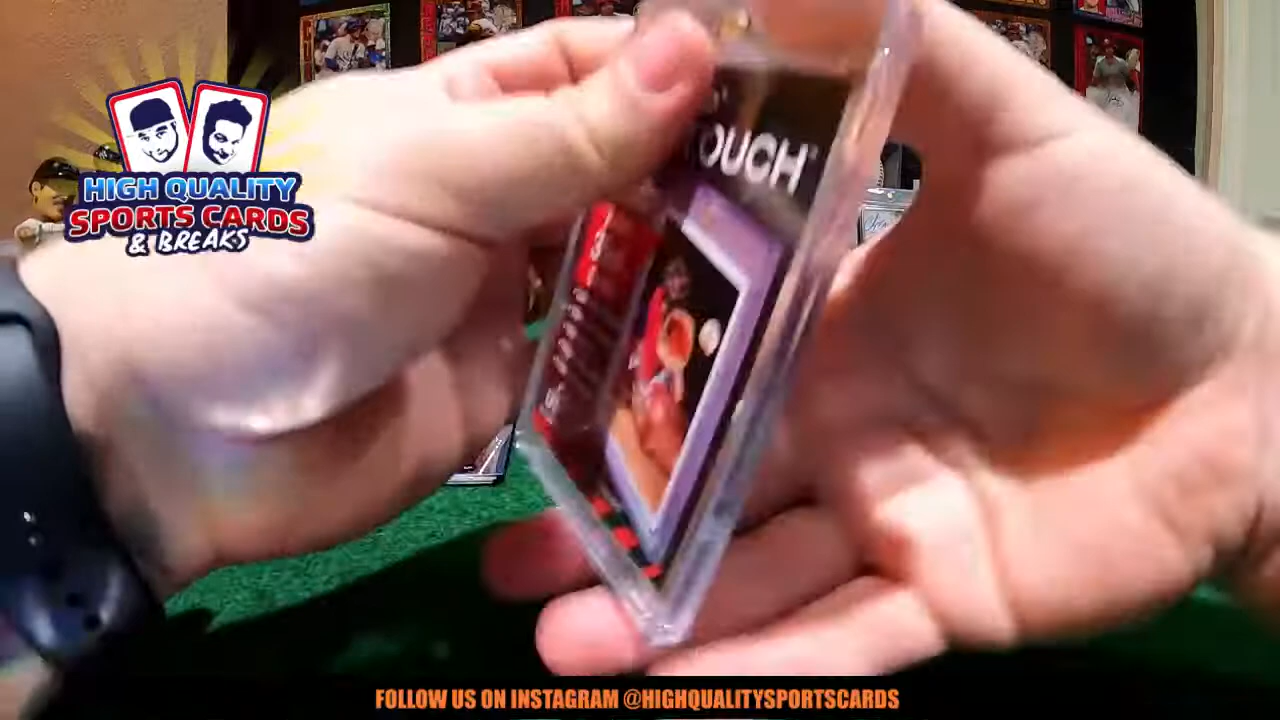 HIGH QUALITY
SPORTS CARDS
& BREAKS
OUCH
FOLLOW US ON INSTAGRAM @HIGHQUALITYSPORTSCARDS